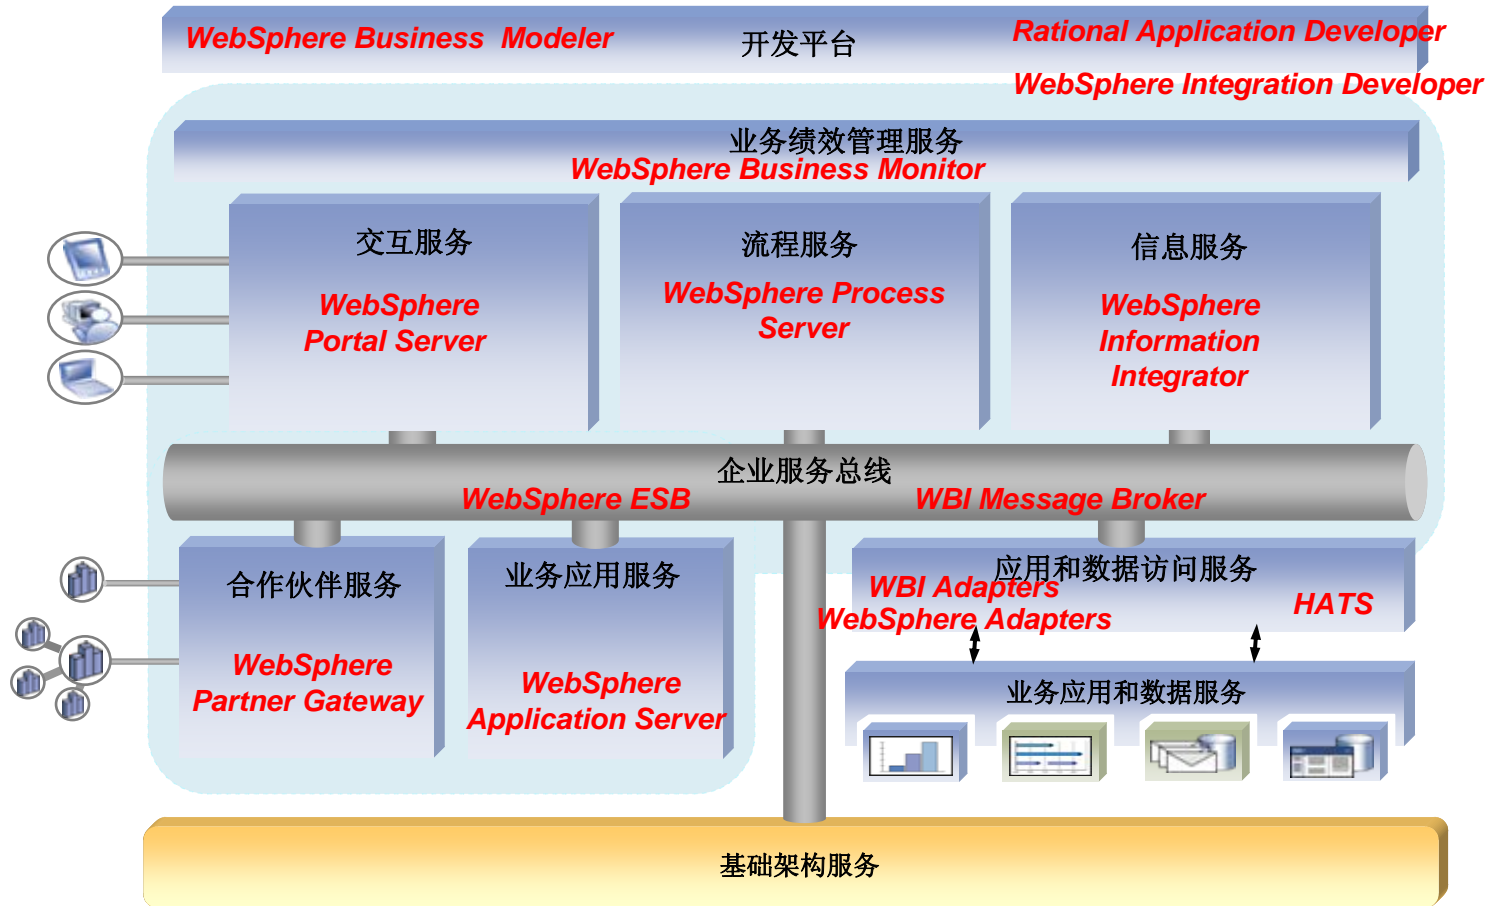 WebSphere Business Modeler
开发平台
Rational Application Developer
WebSphere Integration Developer
业务绩效管理服务
WebSphere Business Monitor
交互服务
WebSphere
Portal Server
流程服务
WebSphere Process
Server
信息服务
WebSphere
Information
Integrator
企业服务总线
WebSphere ESB
WBI Message Broker
合作伙伴服务
WebSphere
Partner Gateway
业务应用服务
WebSphere
Application Server
应用和数据访问服务
WBI Adapters
WebSphere Adapters
HATS
业务应用和数据服务
基础架构服务